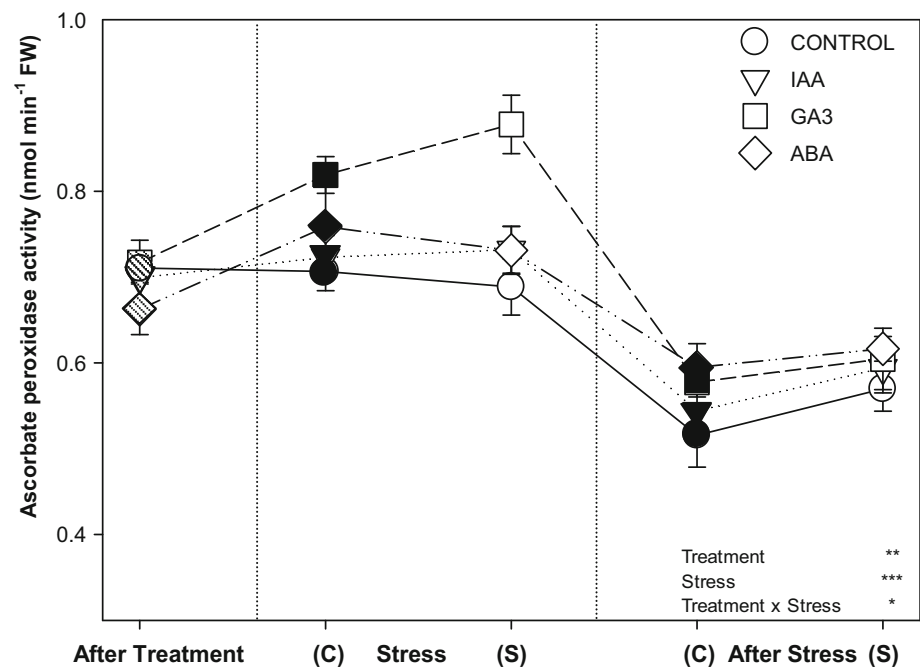 Ascorbate peroxidase activity (nmol min⁻¹ FW)
1.0
0.8
0.6
0.4
CONTROL
IAA
GA3
ABA
Treatment **
Stress ***
Treatment x Stress *
After Treatment (C) Stress (S) (C) After Stress (S)